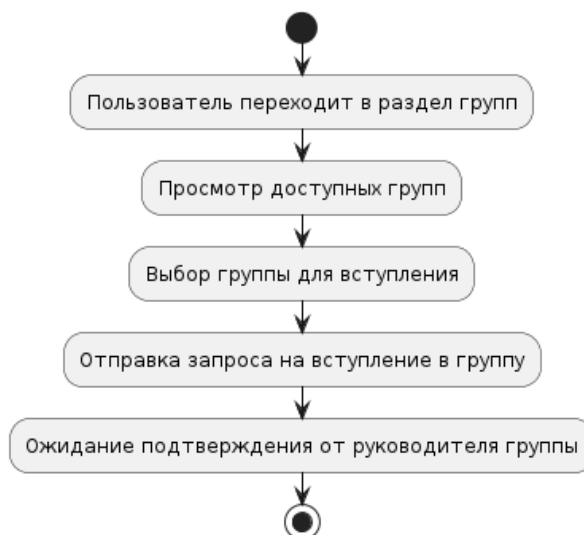 Пользователь переходит в раздел групп
Просмотр доступных групп
Выбор группы для вступления
Отправка запроса на вступление в группу
Ожидание подтверждения от руководителя группы